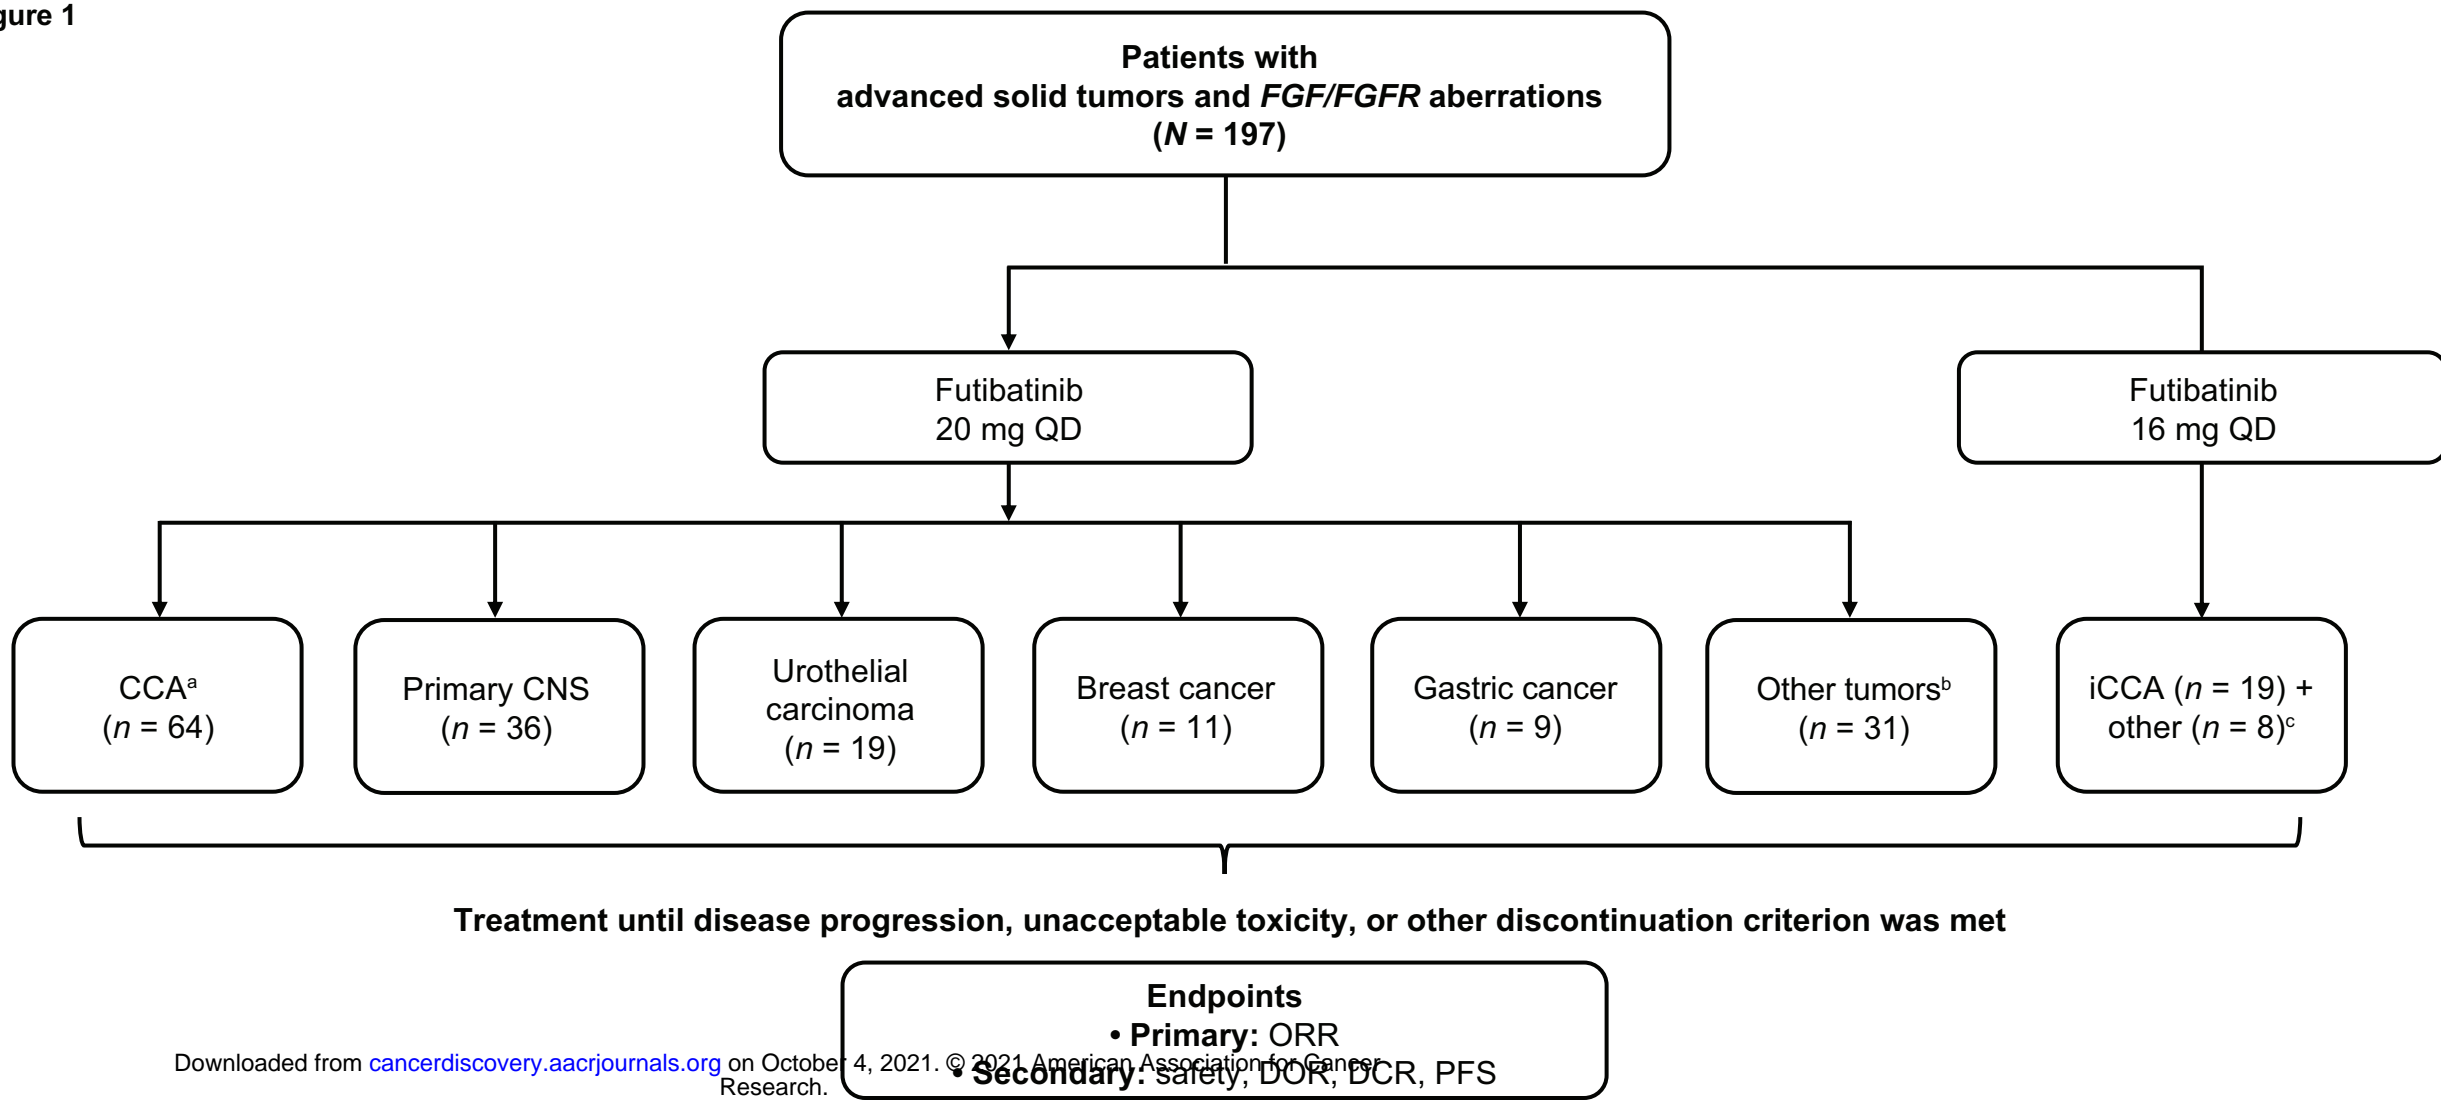 gure 1
Patients with
advanced solid tumors and FGF/FGFR aberrations
(N = 197)
Futibatinib
20 mg QD
Futibatinib
16 mg QD
CCAᵃ
(n = 64)
Primary CNS
(n = 36)
Urothelial
carcinoma
(n = 19)
Breast cancer
(n = 11)
Gastric cancer
(n = 9)
Other tumorsᵇ
(n = 31)
iCCA (n = 19) +
other (n = 8)ᶜ
Treatment until disease progression, unacceptable toxicity, or other discontinuation criterion was met
Endpoints
• Primary: ORR
• Secondary: safety, DOR, DCR, PFS
Downloaded from cancerdiscovery.aacrjournals.org on October 4, 2021. © 2021 American Association for Cancer
Research.